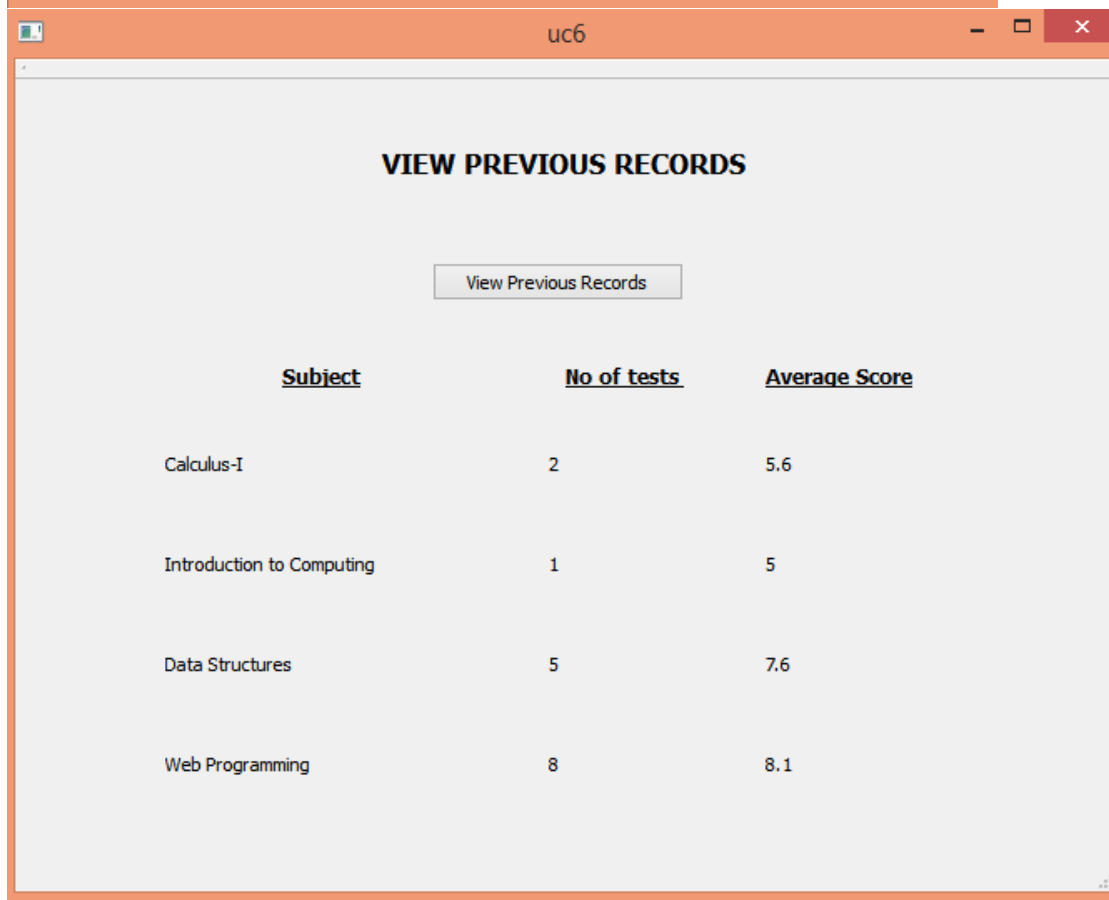 uc6
VIEW PREVIOUS RECORDS
View Previous Records
Subject No of tests Average Score
Calculus-I 2 5.6
Introduction to Computing 1 5
Data Structures 5 7.6
Web Programming 8 8.1